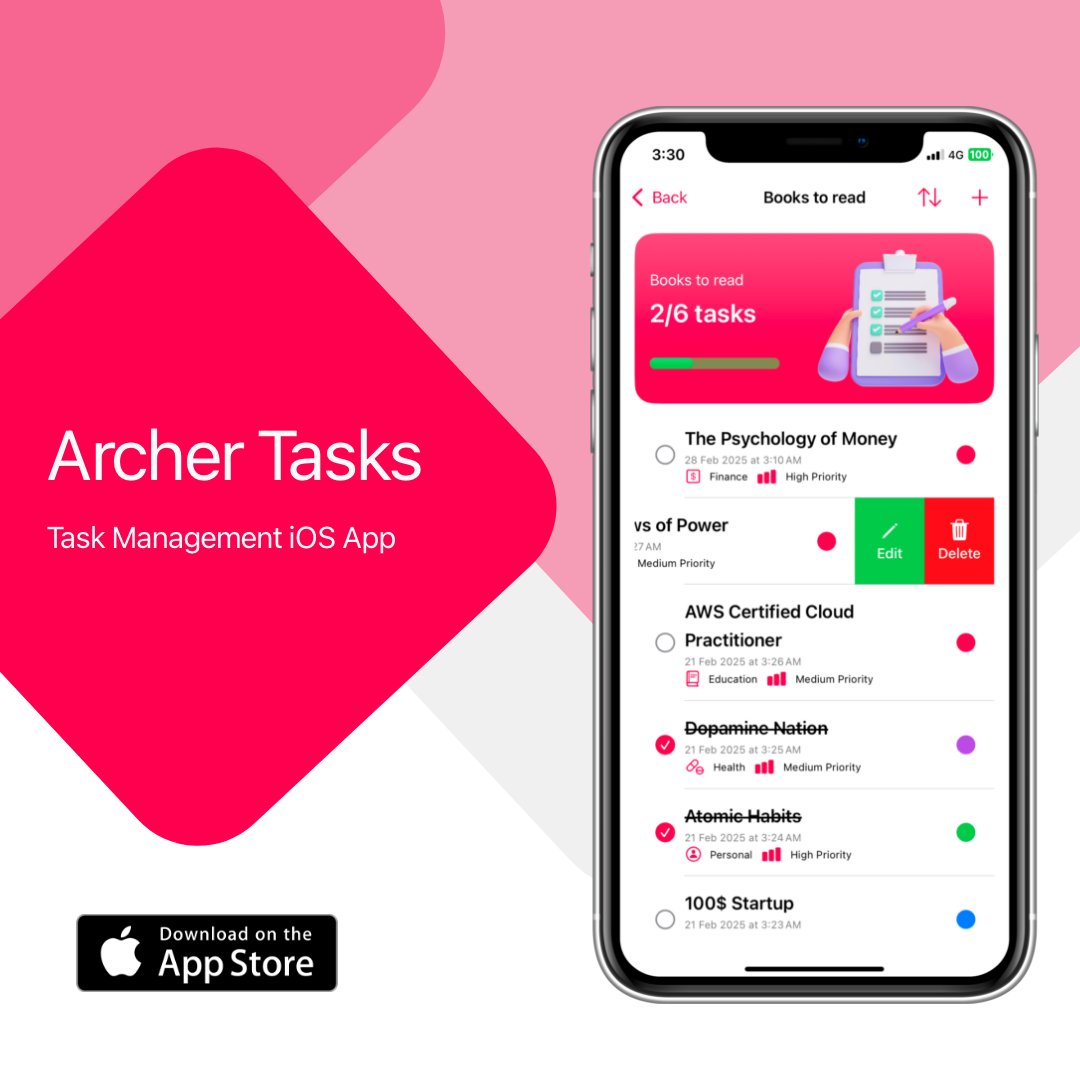 Archer Tasks
Task Management iOS App
Download on the
App Store
3:30
4G 100
Back
Books to read
Books to read
2/6 tasks
The Psychology of Money
28 Feb 2025 at 3:10 AM
Finance High Priority
ws of Power
27 AM
Medium Priority
Edit
Delete
AWS Certified Cloud
Practitioner
21 Feb 2025 at 3:26 AM
Education Medium Priority
Dopamine Nation
21 Feb 2025 at 3:25 AM
Health Medium Priority
Atomic Habits
21 Feb 2025 at 3:24 AM
Personal High Priority
100$ Startup
21 Feb 2025 at 3:23 AM